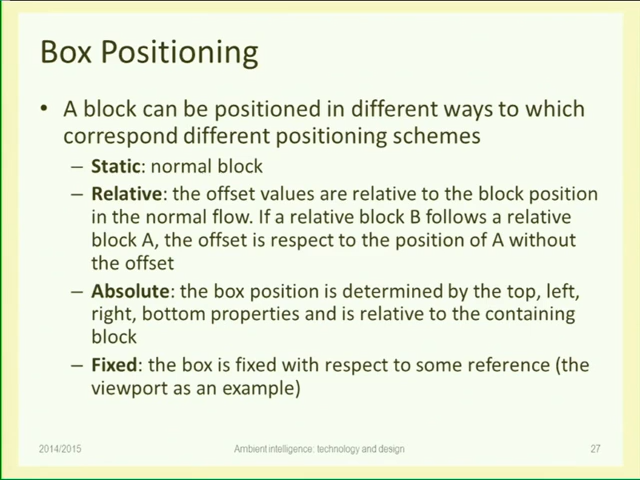 Box Positioning
• A block can be positioned in different ways to which
correspond different positioning schemes
– Static: normal block
– Relative: the offset values are relative to the block position
in the normal flow. If a relative block B follows a relative
block A, the offset is respect to the position of A without
the offset
– Absolute: the box position is determined by the top, left,
right, bottom properties and is relative to the containing
block
– Fixed: the box is fixed with respect to some reference (the
viewport as an example)
2014/2015 Ambient intelligence: technology and design 27